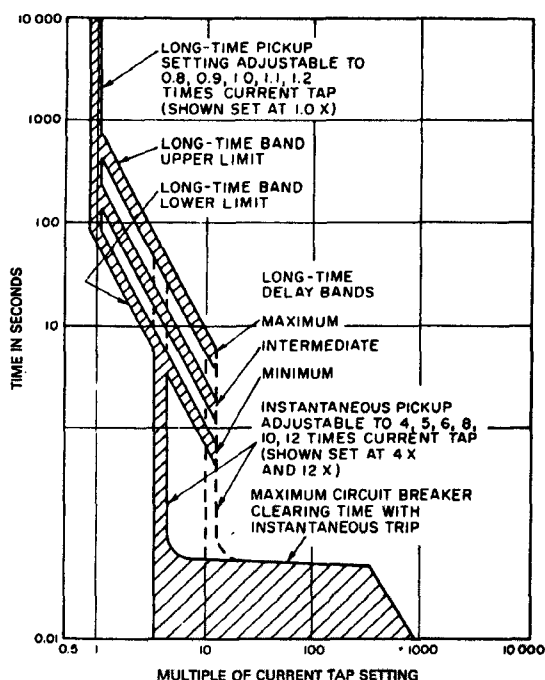 10 000
LONG-TIME PICKUP
SETTING ADJUSTABLE TO
0.8, 0.9, 1 0, 1.1, 1.2
TIMES CURRENT TAP
(SHOWN SET AT 1.0 X)
1000
LONG-TIME BAND
UPPER LIMIT
LONG-TIME BAND
LOWER LIMIT
100
LONG-TIME
DELAY BANDS
10
MAXIMUM
INTERMEDIATE
MINIMUM
INSTANTANEOUS PICKUP
ADJUSTABLE TO 4, 5, 6, 8,
10, 12 TIMES CURRENT TAP
(SHOWN SET AT 4 X
AND 12 X)
MAXIMUM CIRCUIT BREAKER
CLEARING TIME WITH
INSTANTANEOUS TRIP
TIME IN SECONDS
0.01
0.5 1 10 100 1000 10 000
MULTIPLE OF CURRENT TAP SETTING